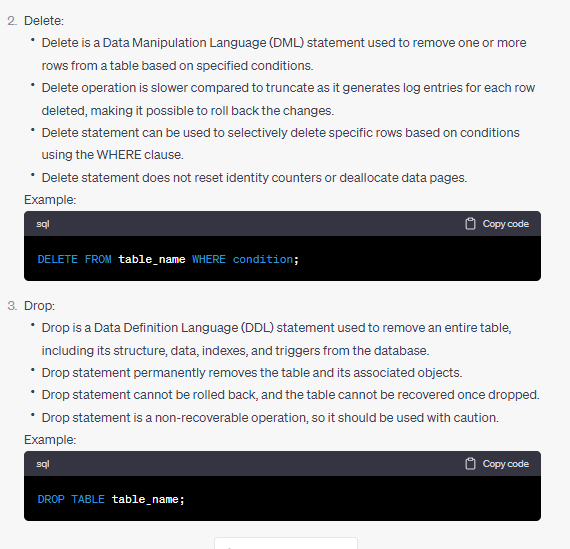 2. Delete:
• Delete is a Data Manipulation Language (DML) statement used to remove one or more
rows from a table based on specified conditions.
• Delete operation is slower compared to truncate as it generates log entries for each row
deleted, making it possible to roll back the changes.
• Delete statement can be used to selectively delete specific rows based on conditions
using the WHERE clause.
• Delete statement does not reset identity counters or deallocate data pages.
Example:
sql Copy code
DELETE FROM table_name WHERE condition;
3. Drop:
• Drop is a Data Definition Language (DDL) statement used to remove an entire table,
including its structure, data, indexes, and triggers from the database.
• Drop statement permanently removes the table and its associated objects.
• Drop statement cannot be rolled back, and the table cannot be recovered once dropped.
• Drop statement is a non-recoverable operation, so it should be used with caution.
Example:
sql Copy code
DROP TABLE table_name;